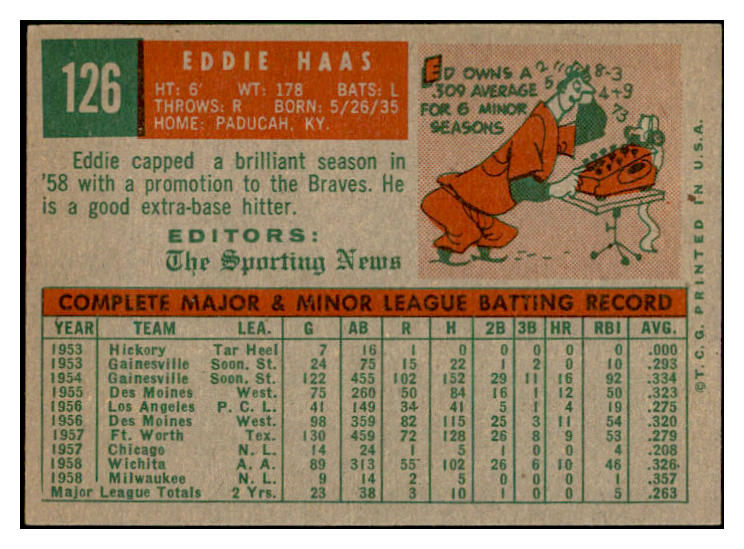 126
EDDIE HAAS
HT: 6' WT: 178 BATS: L
THROWS: R BORN: 5/26/35
HOME: PADUCAH, KY.
Eddie capped a brilliant season in
'58 with a promotion to the Braves. He
is a good extra-base hitter.
EDITORS:
The Sporting News
ED OWNS A
.309 AVERAGE
FOR 6 MINOR
SEASONS
8-3
4+9
73
©T.C.G. PRINTED IN U.S.A.
COMPLETE MAJOR & MINOR LEAGUE BATTING RECORD
YEAR TEAM LEA. G AB R H 2B 3B HR RBI AVG.
1953 Hickory Tar Heel 7 16 1 0 0 0 0 0 .000
1953 Gainesville Soon. St. 24 75 15 22 1 2 0 10 .293
1954 Gainesville Soon. St. 122 455 102 152 29 11 16 92 .334
1955 Des Moines West. 75 260 50 84 16 1 12 50 .323
1956 Los Angeles P. C. L. 41 149 34 41 5 1 4 19 .275
1956 Des Moines West. 98 359 82 115 25 3 11 54 .320
1957 Ft. Worth Tex. 130 459 72 128 26 8 9 53 .279
1957 Chicago N. L. 14 24 1 5 1 0 0 4 .208
1958 Wichita A. A. 89 313 55 102 26 6 10 46 .326
1958 Milwaukee N. L. 9 14 2 5 0 0 0 1 .357
Major League Totals 2 Yrs. 23 38 3 10 1 0 0 5 .263